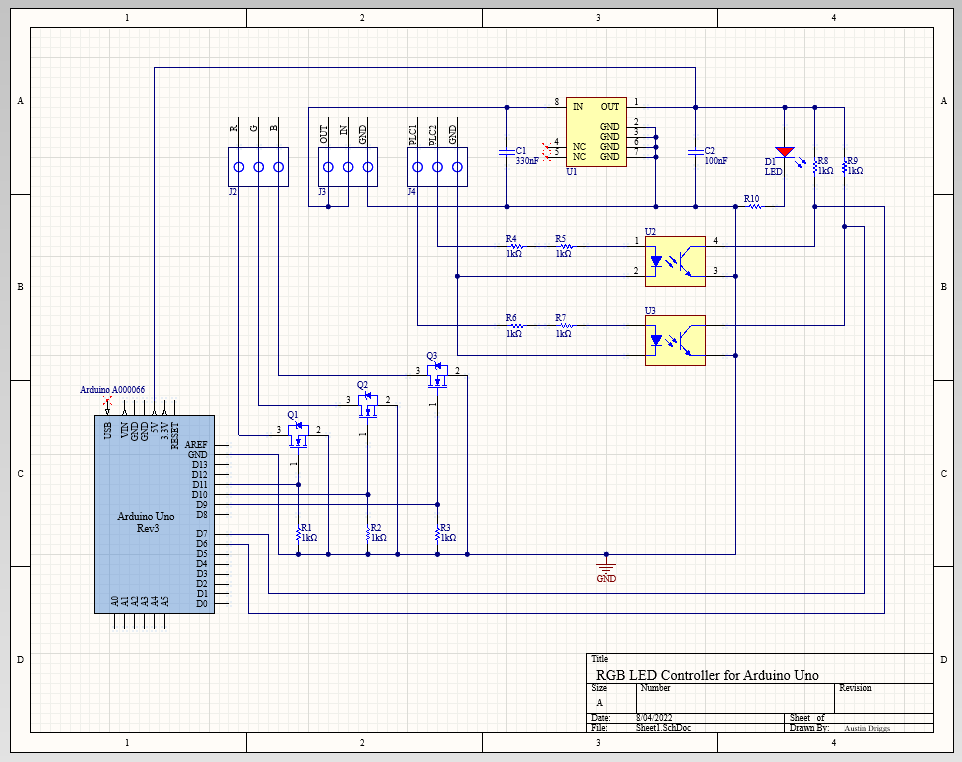 1 2 3 4
A A
B B
C C
D D
R G B
J2
OUT IN GND
J3
PLC1 PLC2 GND
J4
C1
330nF
8 IN OUT 1
GND 2
GND 3
4 NC GND 6
5 NC GND 7
U1
C2
100nF
D1
LED
R8
1kΩ
R9
1kΩ
R10
R4
1kΩ
R5
1kΩ
U2
1 4
2 3
R6
1kΩ
R7
1kΩ
U3
Q3
3 2
1
Q2
3 2
1
Q1
3 2
1
Arduino A000066
USB VIN GND GND 5V 3.3V RESET
AREF
GND
D13
D12
D11
D10
D9
D8
D7
D6
D5
D4
D3
D2
D1
D0
Arduino Uno
Rev3
A0 A1 A2 A3 A4 A5
R1
1kΩ
R2
1kΩ
R3
1kΩ
GND
Title
RGB LED Controller for Arduino Uno
Size Number Revision
A
Date: 8/04/2022 Sheet of
File: Sheet1.SchDoc Drawn By: Austin Driggs
1 2 3 4